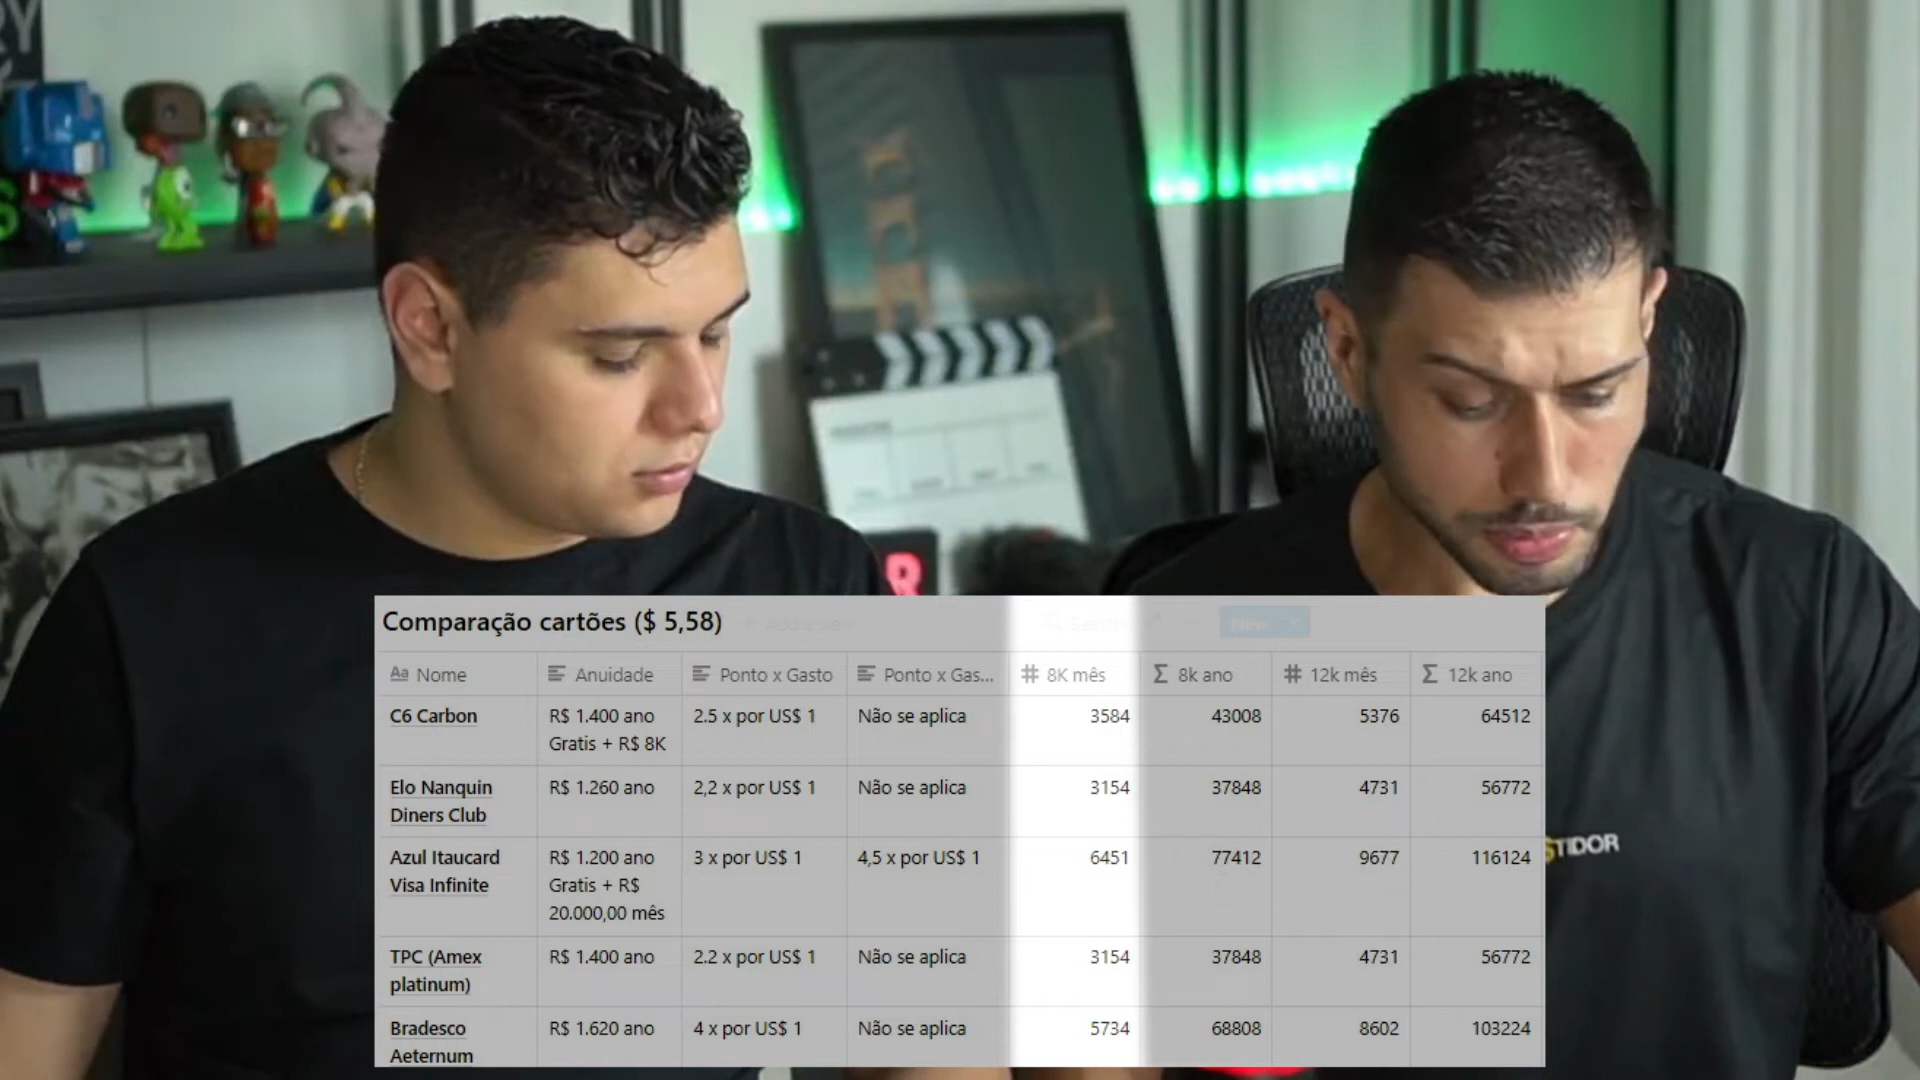 Comparação cartões ($ 5,58)
Aa Nome Anuidade Ponto x Gasto Ponto x Gas... # 8K mês Σ 8k ano # 12k mês Σ 12k ano
C6 Carbon R$ 1.400 ano 2.5 x por US$ 1 Não se aplica 3584 43008 5376 64512
Gratis + R$ 8K
Elo Nanquin R$ 1.260 ano 2,2 x por US$ 1 Não se aplica 3154 37848 4731 56772
Diners Club
Azul Itaucard R$ 1.200 ano 3 x por US$ 1 4,5 x por US$ 1 6451 77412 9677 116124
Visa Infinite Gratis + R$
20.000,00 mês
TPC (Amex R$ 1.400 ano 2.2 x por US$ 1 Não se aplica 3154 37848 4731 56772
platinum)
Bradesco R$ 1.620 ano 4 x por US$ 1 Não se aplica 5734 68808 8602 103224
Aeternum
STIDOR
R